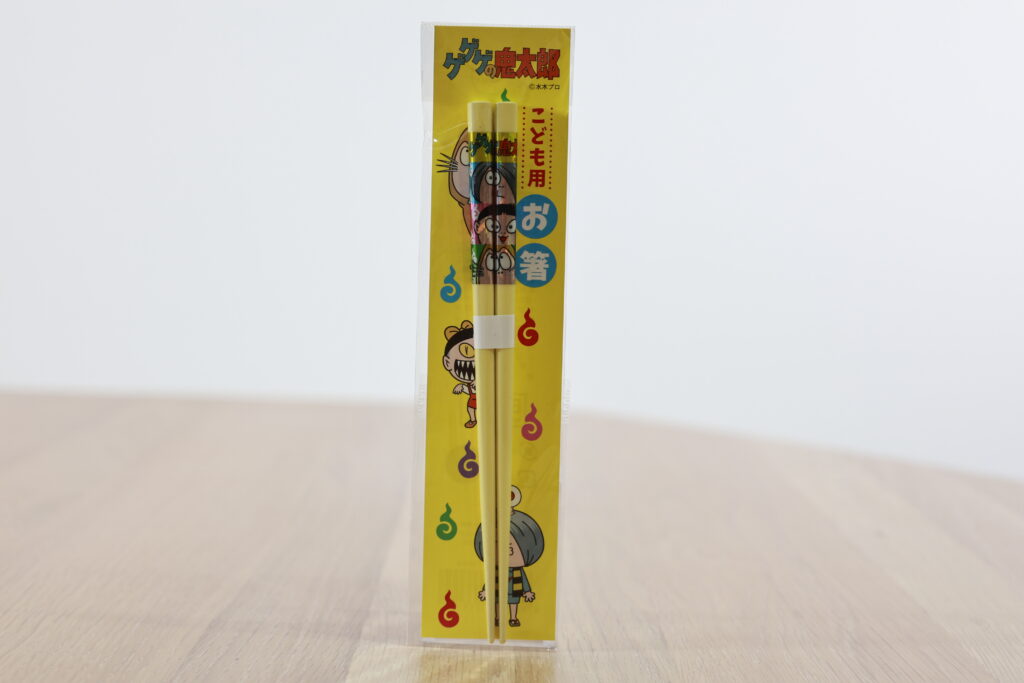 ゲゲゲの鬼太郎
©水木プロ
こども用
お箸